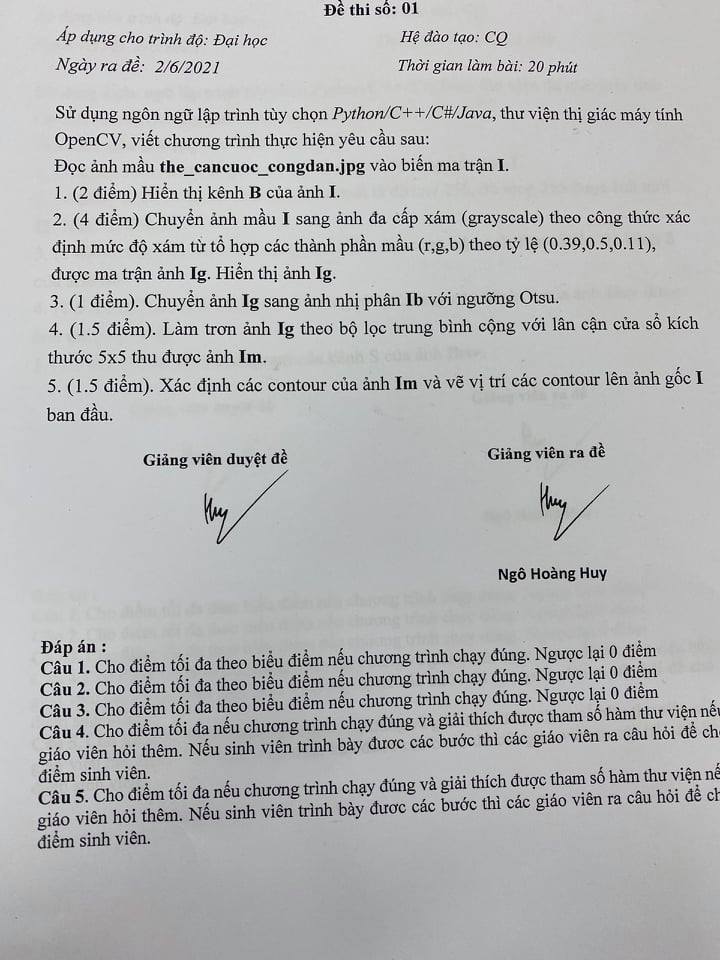 Đề thi số: 01
Áp dụng cho trình độ: Đại học Hệ đào tạo: CQ
Ngày ra đề: 2/6/2021 Thời gian làm bài: 20 phút
Sử dụng ngôn ngữ lập trình tùy chọn Python/C++/C#/Java, thư viện thị giác máy tính
OpenCV, viết chương trình thực hiện yêu cầu sau:
Đọc ảnh mầu the_cancuoc_congdan.jpg vào biến ma trận I.
1. (2 điểm) Hiển thị kênh B của ảnh I.
2. (4 điểm) Chuyển ảnh mầu I sang ảnh đa cấp xám (grayscale) theo công thức xác
định mức độ xám từ tổ hợp các thành phần mầu (r,g,b) theo tỷ lệ (0.39,0.5,0.11),
được ma trận ảnh Ig. Hiển thị ảnh Ig.
3. (1 điểm). Chuyển ảnh Ig sang ảnh nhị phân Ib với ngưỡng Otsu.
4. (1.5 điểm). Làm trơn ảnh Ig theo bộ lọc trung bình cộng với lân cận cửa sổ kích
thước 5x5 thu được ảnh Im.
5. (1.5 điểm). Xác định các contour của ảnh Im và vẽ vị trí các contour lên ảnh gốc I
ban đầu.
Giảng viên duyệt đề Giảng viên ra đề
Huy Huy
Ngô Hoàng Huy
Đáp án :
Câu 1. Cho điểm tối đa theo biểu điểm nếu chương trình chạy đúng. Ngược lại 0 điểm
Câu 2. Cho điểm tối đa theo biểu điểm nếu chương trình chạy đúng. Ngược lại 0 điểm
Câu 3. Cho điểm tối đa theo biểu điểm nếu chương trình chạy đúng. Ngược lại 0 điểm
Câu 4. Cho điểm tối đa nếu chương trình chạy đúng và giải thích được tham số hàm thư viện nếu
giáo viên hỏi thêm. Nếu sinh viên trình bày đươc các bước thì các giáo viên ra câu hỏi để
điểm sinh viên.
Câu 5. Cho điểm tối đa nếu chương trình chạy đúng và giải thích được tham số hàm thư viện
giáo viên hỏi thêm. Nếu sinh viên trình bày đươc các bước thì các giáo viên ra câu hỏi để
điểm sinh viên.